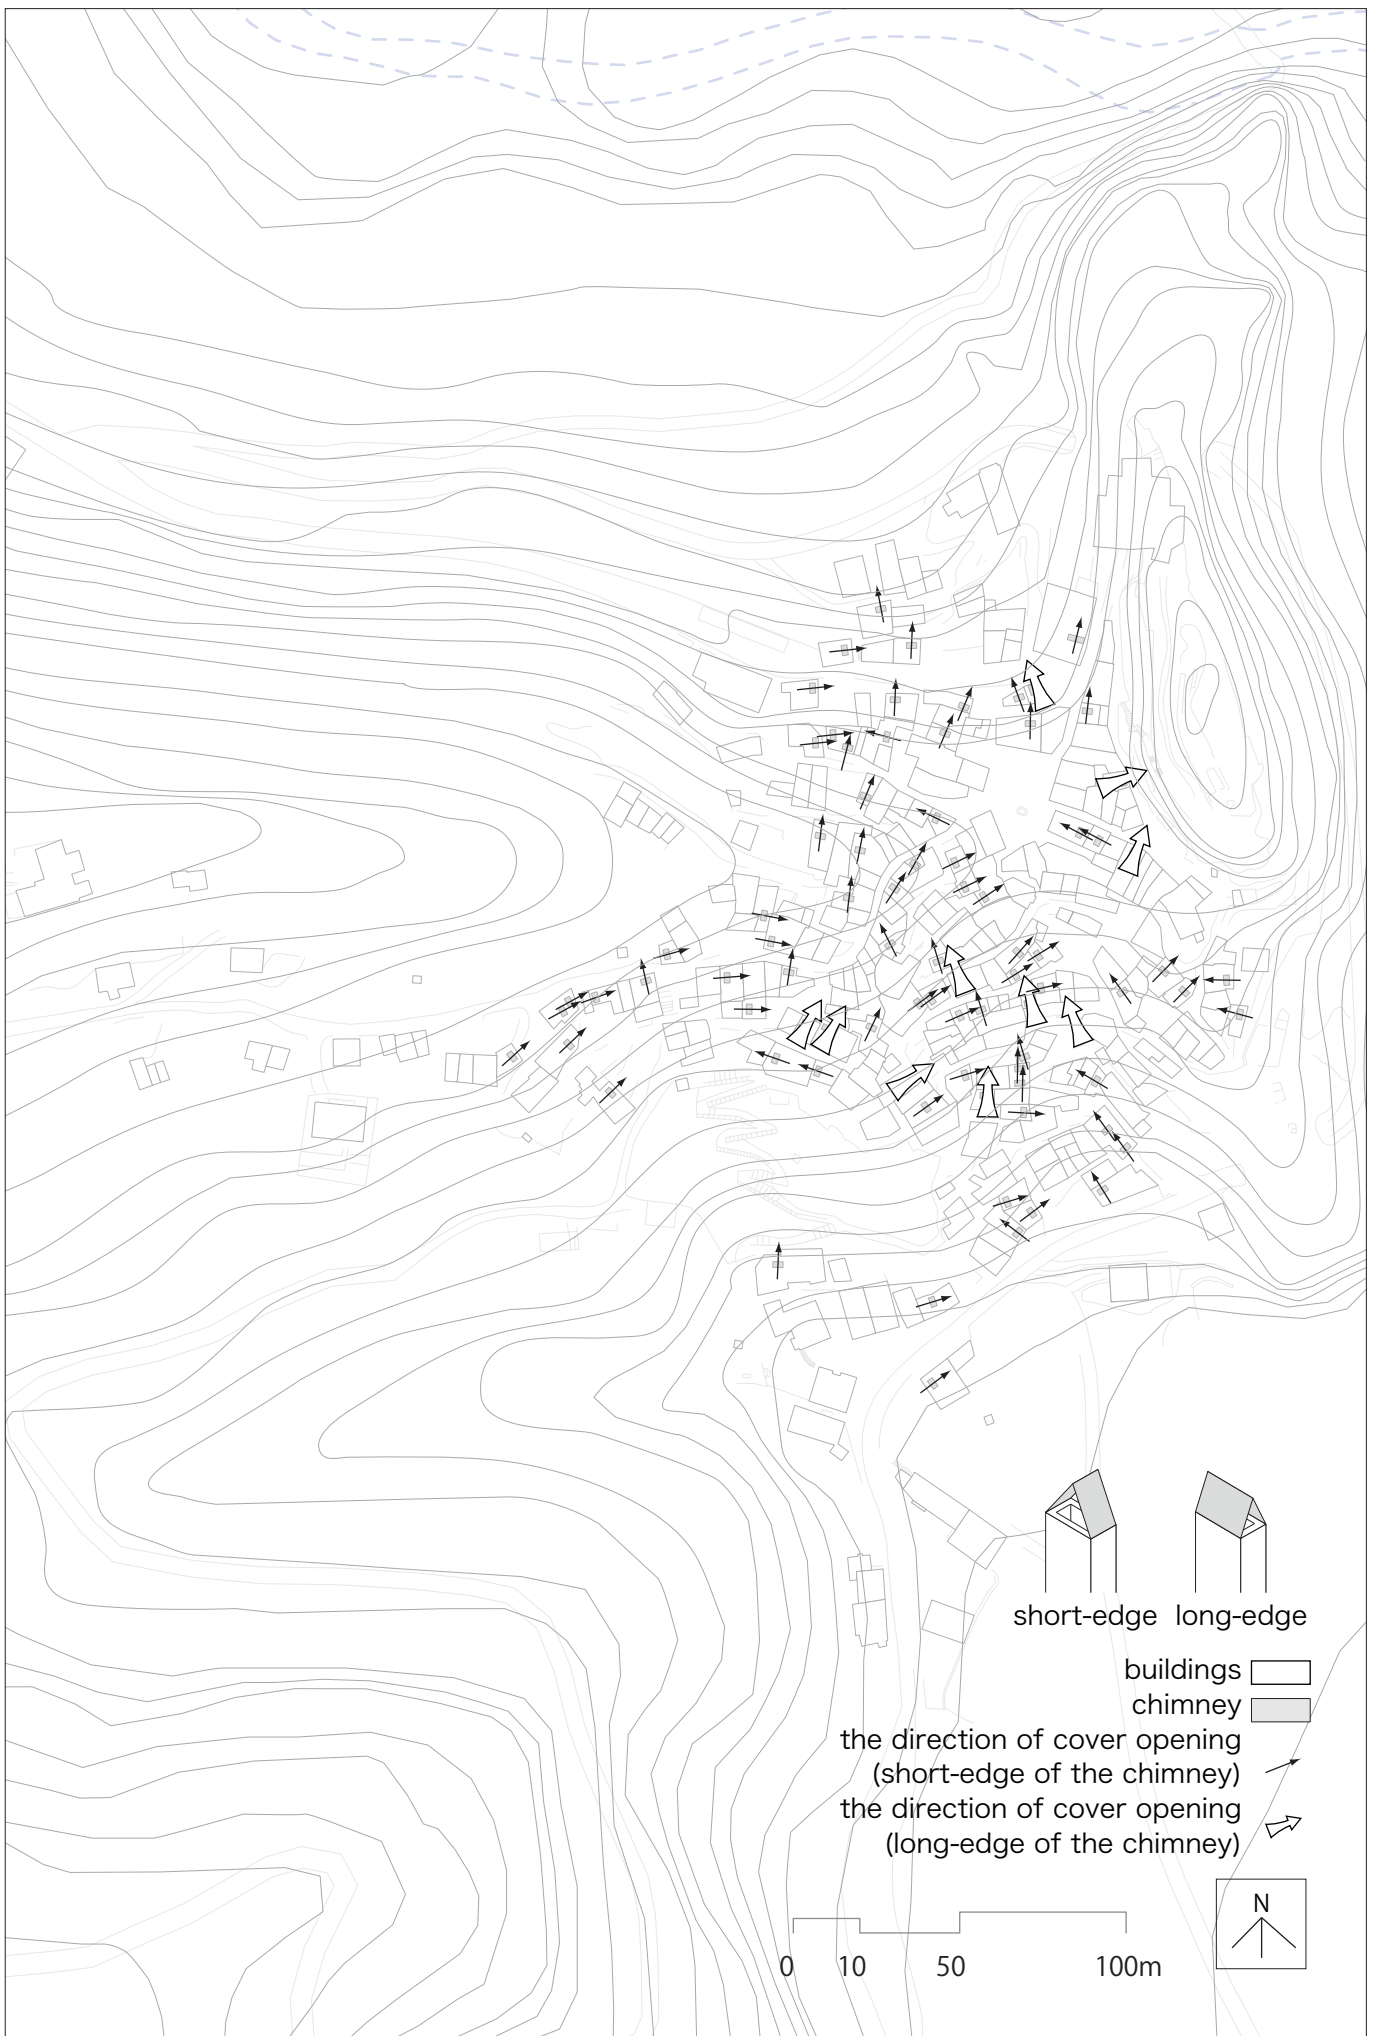 short-edge long-edge
buildings
chimney
the direction of cover opening
(short-edge of the chimney)
the direction of cover opening
(long-edge of the chimney)
N
0 10 50 100m